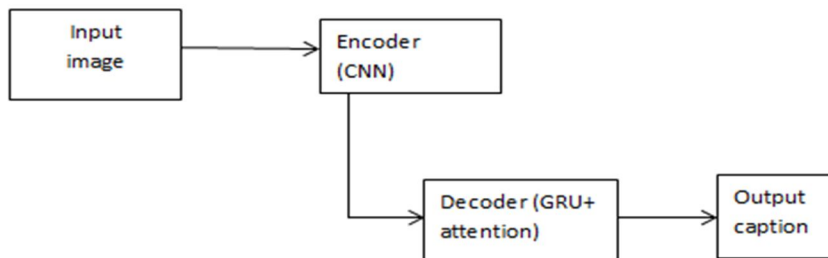 Input
image
Encoder
(CNN)
Decoder (GRU+
attention)
Output
caption